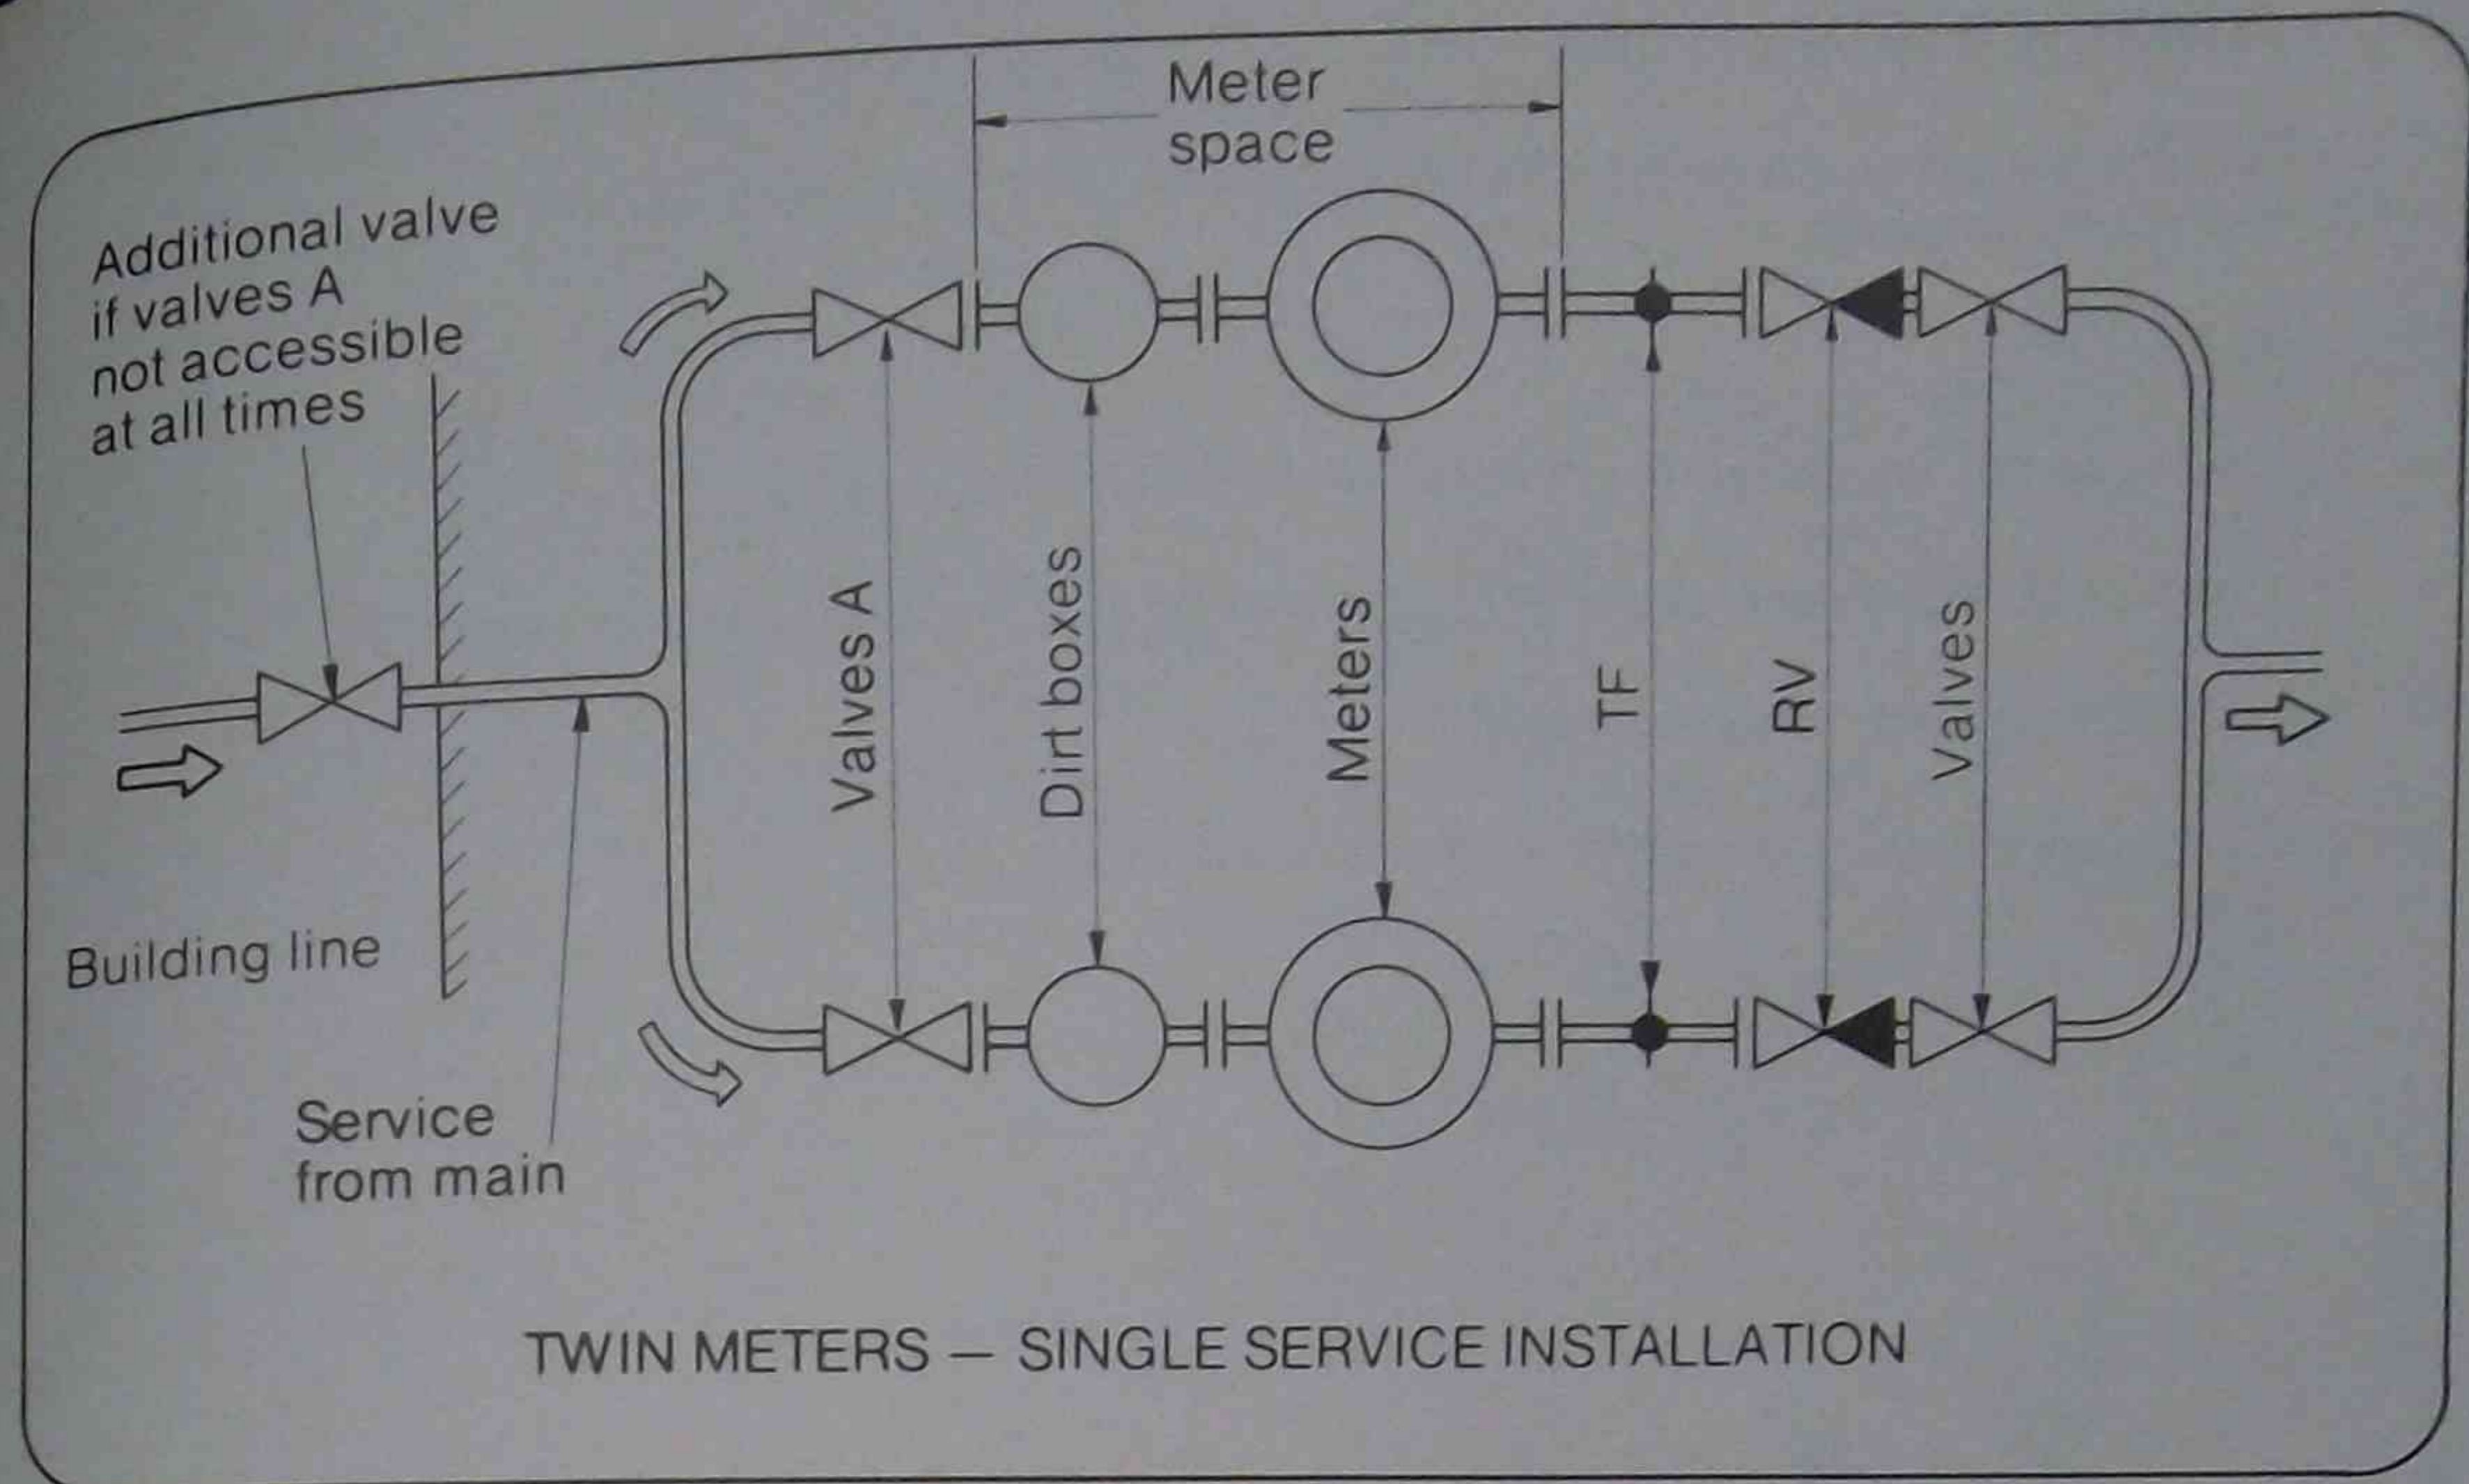 Meter
space
Additional valve
if valves A
not accessible
at all times
Valves A
Dirt boxes
Meters
TF
RV
Valves
Building line
Service
from main
TWIN METERS — SINGLE SERVICE INSTALLATION